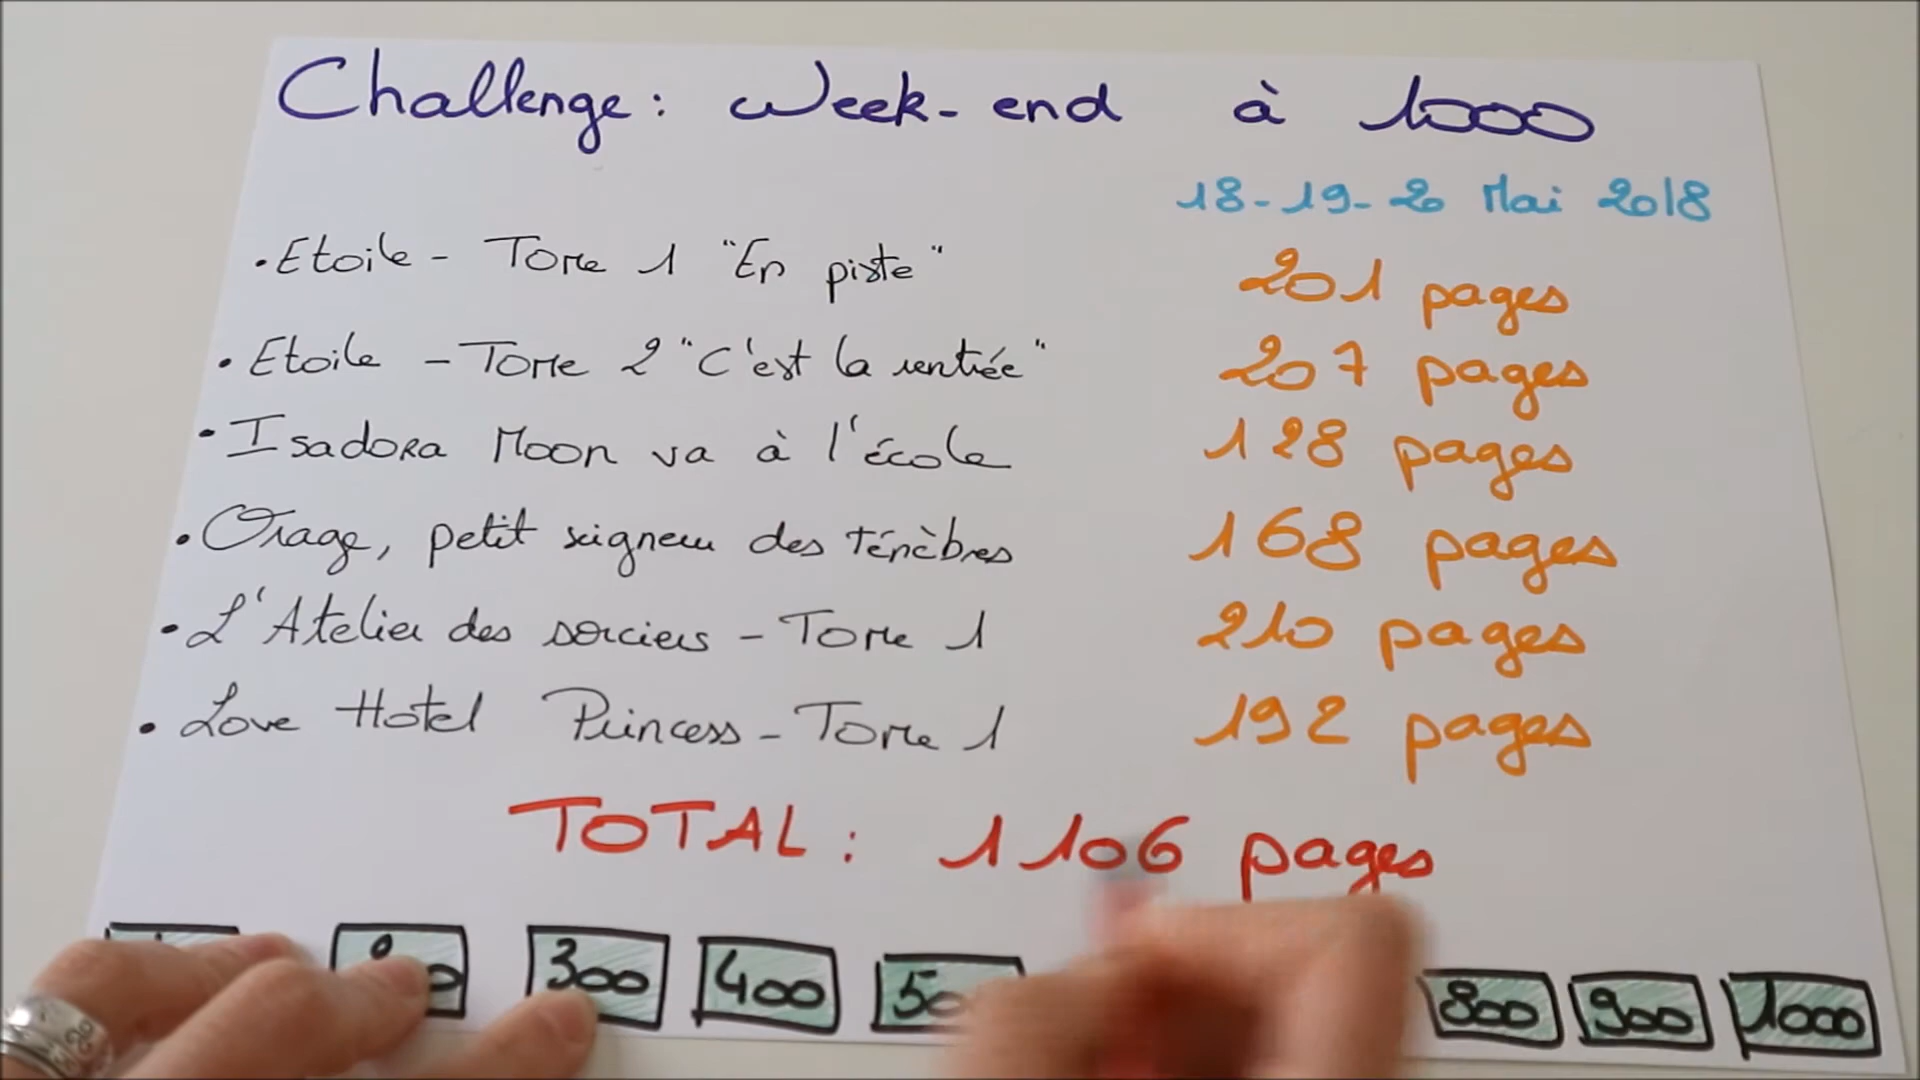 Challenge: Week-end à 1000
18-19-20 Mai 2018
• Etoile - Tome 1 "En piste" 201 pages
• Etoile - Tome 2 "C'est la rentrée" 207 pages
• Isadora Moon va à l'école 128 pages
• Orage, petit seigneur des ténèbres 168 pages
• L'Atelier des sorciers - Tome 1 210 pages
• Love Hotel Princess - Tome 1 192 pages
TOTAL : 1106 pages
300 400 800 900 1000